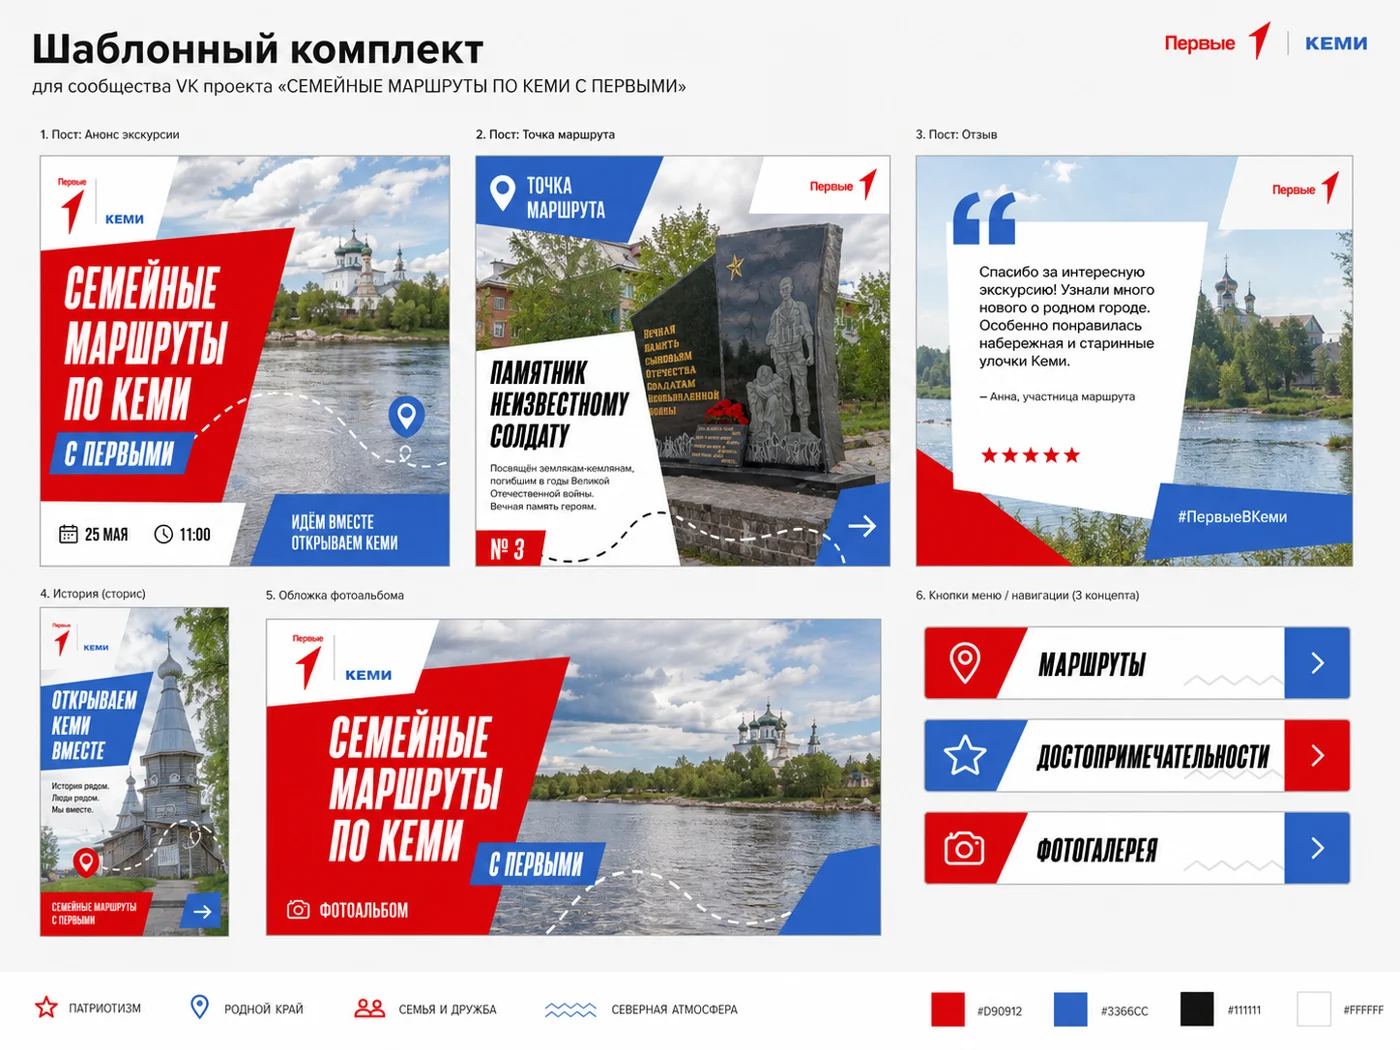 Шаблонный комплект
для сообщества VK проекта «СЕМЕЙНЫЕ МАРШРУТЫ ПО КЕМИ С ПЕРВЫМИ»
Первые
КЕМИ
1. Пост: Анонс экскурсии
Первые
КЕМИ
СЕМЕЙНЫЕ
МАРШРУТЫ
ПО КЕМИ
С ПЕРВЫМИ
25 МАЯ
11:00
ИДЁМ ВМЕСТЕ
ОТКРЫВАЕМ КЕМИ
2. Пост: Точка маршрута
ТОЧКА
МАРШРУТА
Первые
ВЕЧНАЯ
ПАМЯТЬ
СЫНОВЬЯМ
ОТЕЧЕСТВА
СОЛДАТАМ
ВОЙНЫ
ПАМЯТНИК
НЕИЗВЕСТНОМУ
СОЛДАТУ
Посвящён землякам-кемлянам,
погибшим в годы Великой
Отечественной войны.
Вечная память героям.
№ 3
3. Пост: Отзыв
Первые
Спасибо за интересную
экскурсию! Узнали много
нового о родном городе.
Особенно понравилась
набережная и старинные
улочки Кеми.
– Анна, участница маршрута
#ПервыеВКеми
4. История (сторис)
Первые
КЕМИ
ОТКРЫВАЕМ
КЕМИ
ВМЕСТЕ
История рядом.
Люди рядом.
Мы вместе.
СЕМЕЙНЫЕ МАРШРУТЫ
С ПЕРВЫМИ
5. Обложка фотоальбома
Первые
КЕМИ
СЕМЕЙНЫЕ
МАРШРУТЫ
ПО КЕМИ
С ПЕРВЫМИ
ФОТОАЛЬБОМ
6. Кнопки меню / навигации (3 концепта)
МАРШРУТЫ
ДОСТОПРИМЕЧАТЕЛЬНОСТИ
ФОТОГАЛЕРЕЯ
ПАТРИОТИЗМ
РОДНОЙ КРАЙ
СЕМЬЯ И ДРУЖБА
СЕВЕРНАЯ АТМОСФЕРА
#D90912
#3366CC
#111111
#FFFFFF